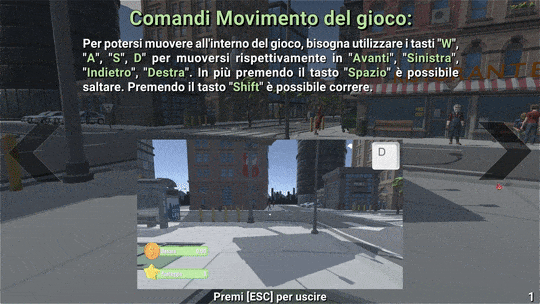 Comandi Movimento del gioco:
Per potersi muovere all'interno del gioco, bisogna utilizzare i tasti "W",
"A", "S", D" per muoversi rispettivamente in "Avanti", "Sinistra",
"Indietro", "Destra". In più premendo il tasto "Spazio" è possibile
saltare. Premendo il tasto "Shift" è possibile correre.
D
Premi [ESC] per uscire
1